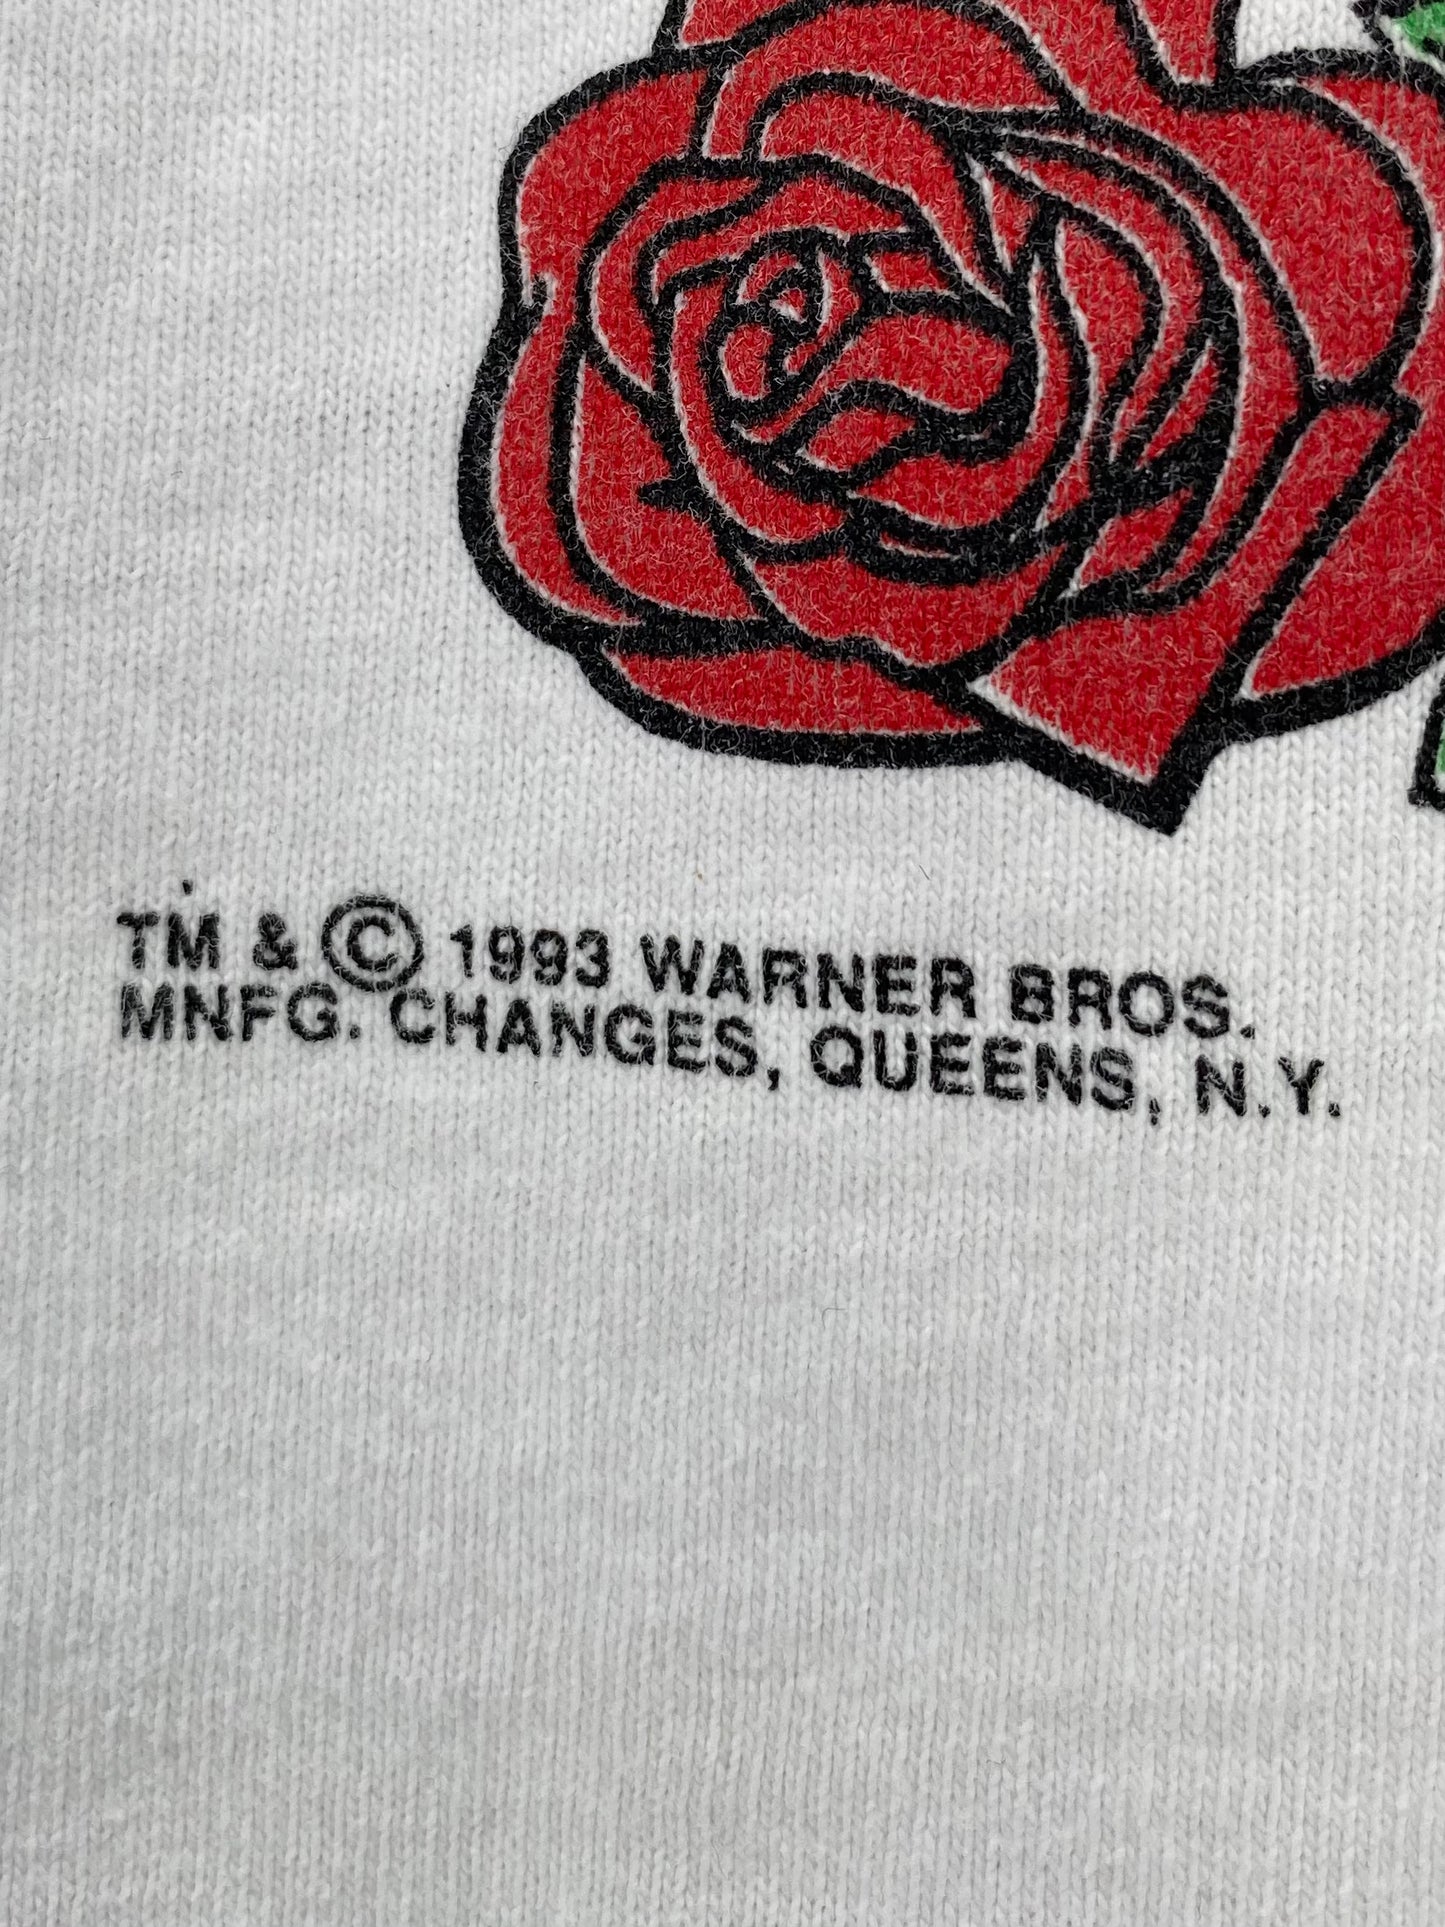 TM & © 1993 WARNER BROS.
MNFG. CHANGES, QUEENS, N.Y.